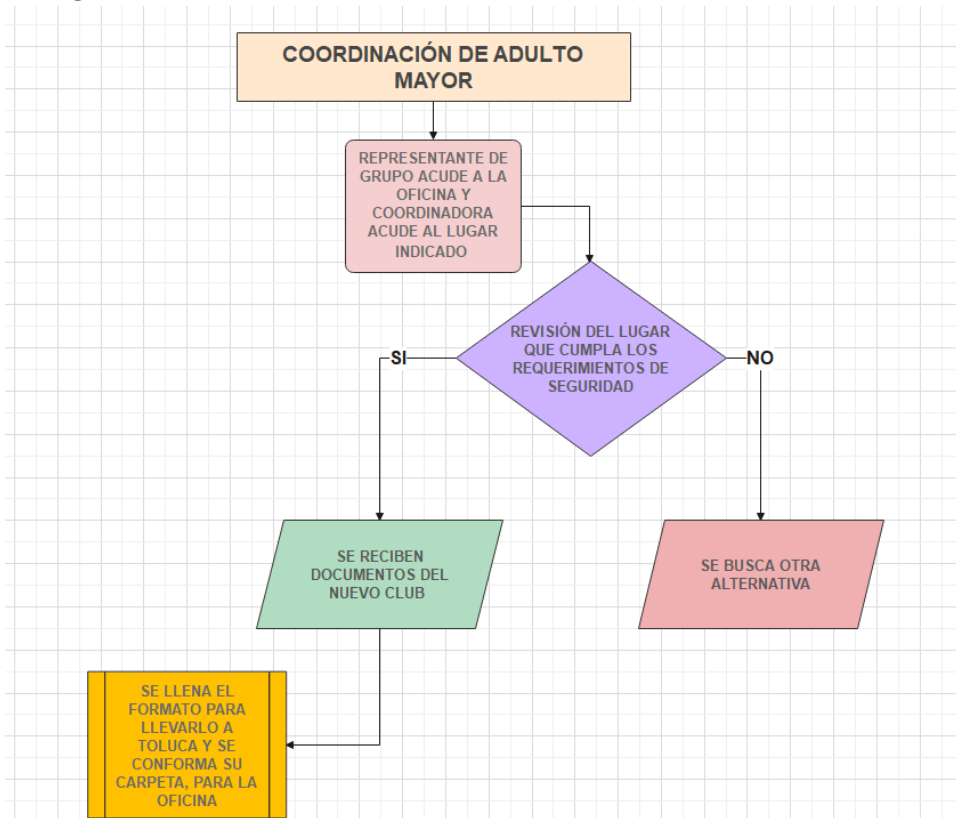 COORDINACIÓN DE ADULTO
MAYOR
REPRESENTANTE DE
GRUPO ACUDE A LA
OFICINA Y
COORDINADORA
ACUDE AL LUGAR
INDICADO
REVISIÓN DEL LUGAR
QUE CUMPLA LOS
REQUERIMIENTOS DE
SEGURIDAD
SI
NO
SE RECIBEN
DOCUMENTOS DEL
NUEVO CLUB
SE BUSCA OTRA
ALTERNATIVA
SE LLENA EL
FORMATO PARA
LLEVARLO A
TOLUCA Y SE
CONFORMA SU
CARPETA, PARA LA
OFICINA